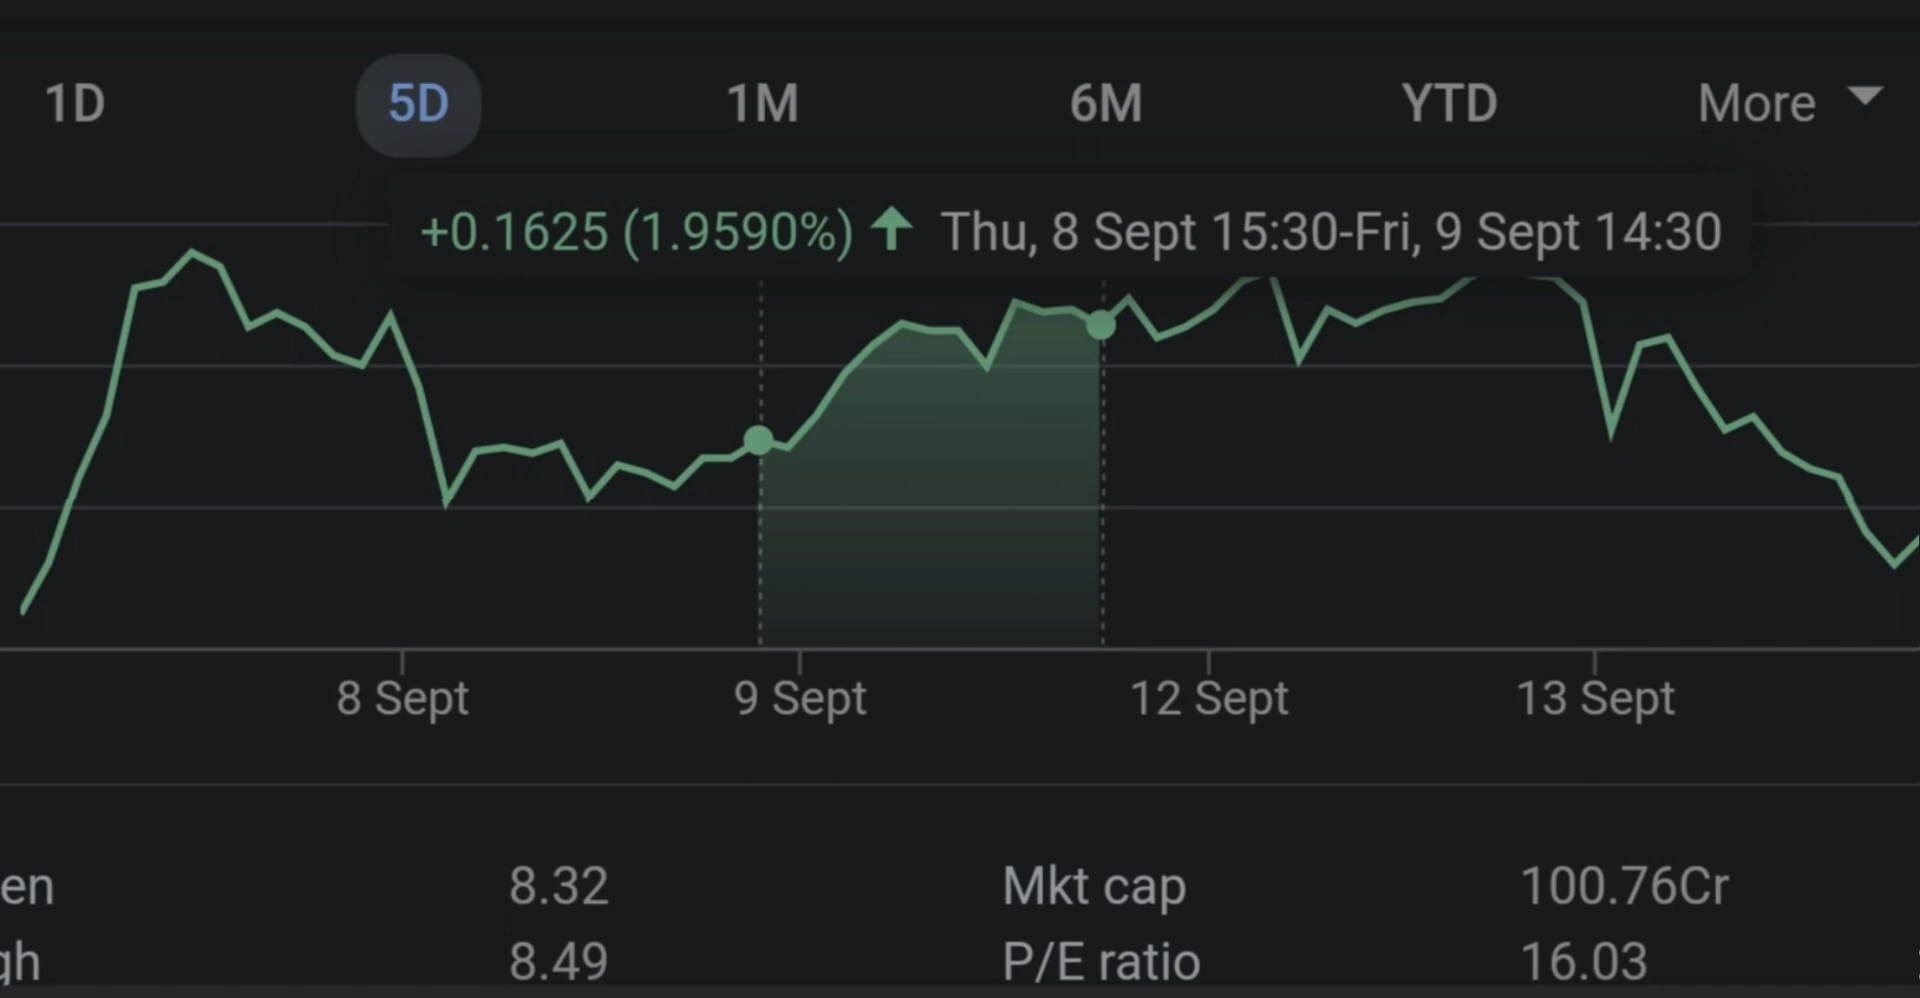 1D 5D 1M 6M YTD More
+0.1625 (1.9590%) Thu, 8 Sept 15:30-Fri, 9 Sept 14:30
8 Sept 9 Sept 12 Sept 13 Sept
en 8.32 Mkt cap 100.76Cr
gh 8.49 P/E ratio 16.03